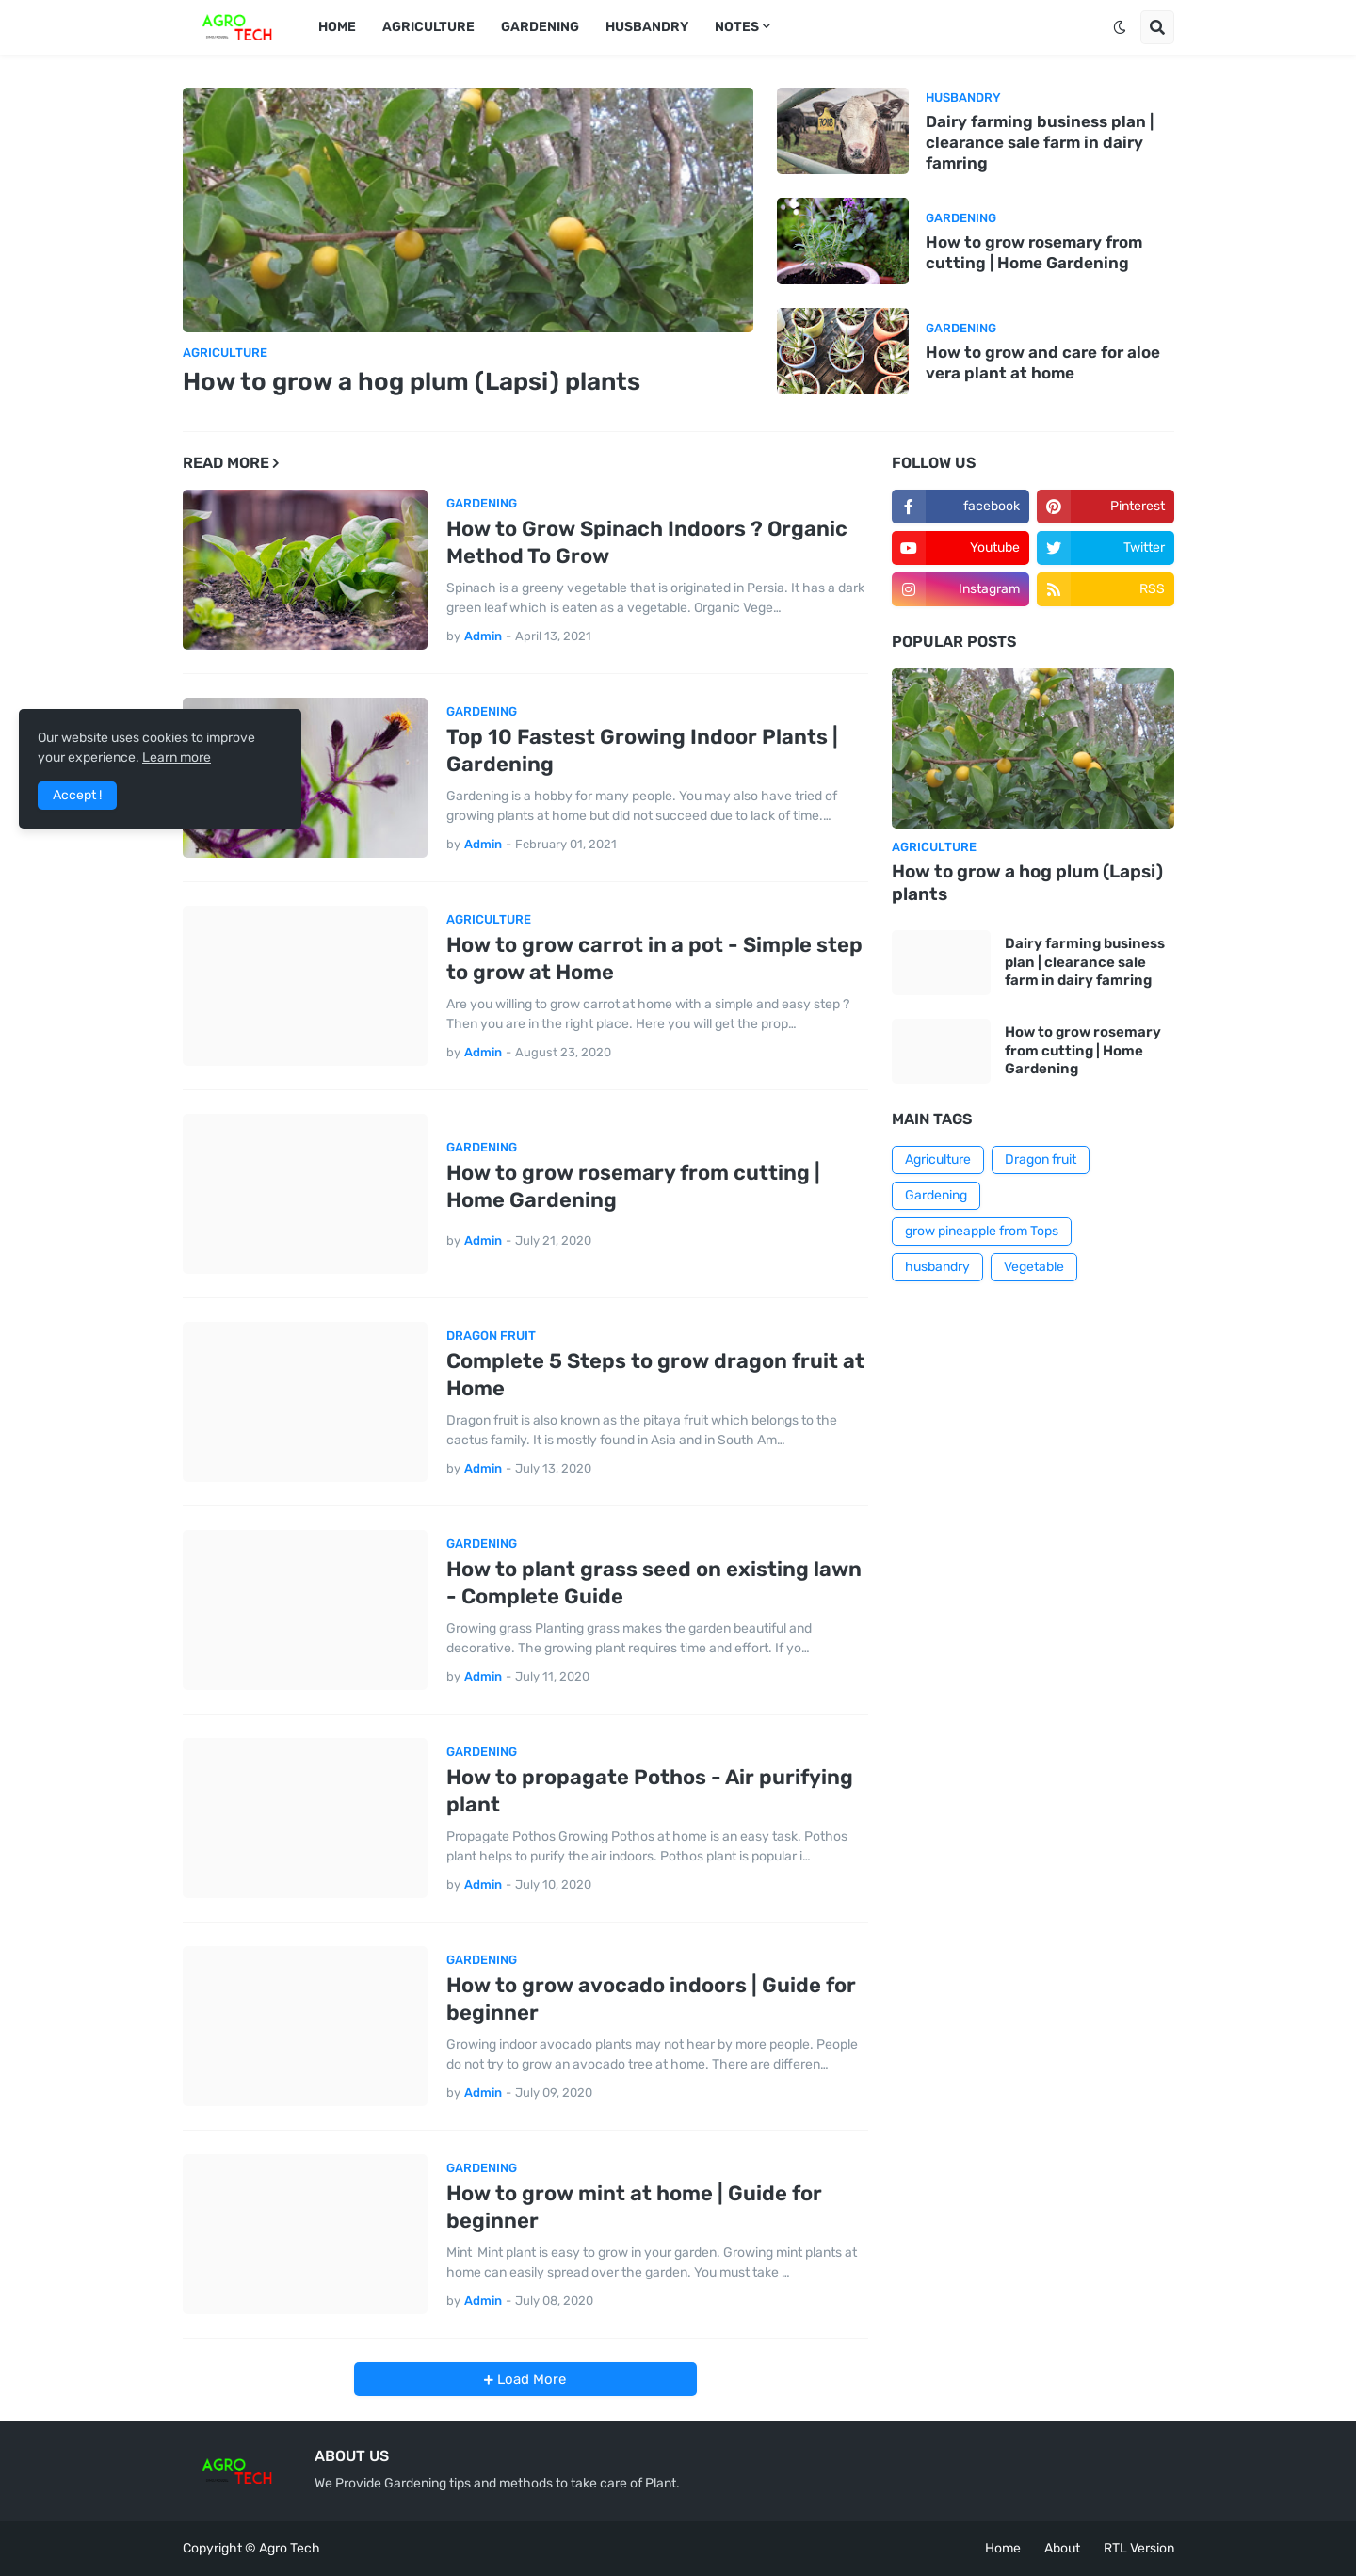 AGRO
TECH
HOME
AGRICULTURE
GARDENING
HUSBANDRY
NOTES
AGRICULTURE
How to grow a hog plum (Lapsi) plants
HUSBANDRY
Dairy farming business plan |
clearance sale farm in dairy
famring
GARDENING
How to grow rosemary from
cutting | Home Gardening
GARDENING
How to grow and care for aloe
vera plant at home
READ MORE
GARDENING
How to Grow Spinach Indoors ? Organic
Method To Grow
Spinach is a greeny vegetable that is originated in Persia. It has a dark
green leaf which is eaten as a vegetable. Organic Vege…
by Admin - April 13, 2021
GARDENING
Top 10 Fastest Growing Indoor Plants |
Gardening
Gardening is a hobby for many people. You may also have tried of
growing plants at home but did not succeed due to lack of time.…
by Admin - February 01, 2021
Our website uses cookies to improve
your experience. Learn more
Accept !
AGRICULTURE
How to grow carrot in a pot - Simple step
to grow at Home
Are you willing to grow carrot at home with a simple and easy step ?
Then you are in the right place. Here you will get the prop…
by Admin - August 23, 2020
GARDENING
How to grow rosemary from cutting |
Home Gardening
by Admin - July 21, 2020
DRAGON FRUIT
Complete 5 Steps to grow dragon fruit at
Home
Dragon fruit is also known as the pitaya fruit which belongs to the
cactus family. It is mostly found in Asia and in South Am…
by Admin - July 13, 2020
GARDENING
How to plant grass seed on existing lawn
- Complete Guide
Growing grass Planting grass makes the garden beautiful and
decorative. The growing plant requires time and effort. If yo…
by Admin - July 11, 2020
GARDENING
How to propagate Pothos - Air purifying
plant
Propagate Pothos Growing Pothos at home is an easy task. Pothos
plant helps to purify the air indoors. Pothos plant is popular i…
by Admin - July 10, 2020
GARDENING
How to grow avocado indoors | Guide for
beginner
Growing indoor avocado plants may not hear by more people. People
do not try to grow an avocado tree at home. There are differen…
by Admin - July 09, 2020
GARDENING
How to grow mint at home | Guide for
beginner
Mint  Mint plant is easy to grow in your garden. Growing mint plants at
home can easily spread over the garden. You must take …
by Admin - July 08, 2020
Load More
FOLLOW US
facebook
Pinterest
Youtube
Twitter
Instagram
RSS
POPULAR POSTS
AGRICULTURE
How to grow a hog plum (Lapsi)
plants
Dairy farming business
plan | clearance sale
farm in dairy famring
How to grow rosemary
from cutting | Home
Gardening
MAIN TAGS
Agriculture
Dragon fruit
Gardening
grow pineapple from Tops
husbandry
Vegetable
AGRO
TECH
ABOUT US
We Provide Gardening tips and methods to take care of Plant.
Copyright © Agro Tech
Home
About
RTL Version